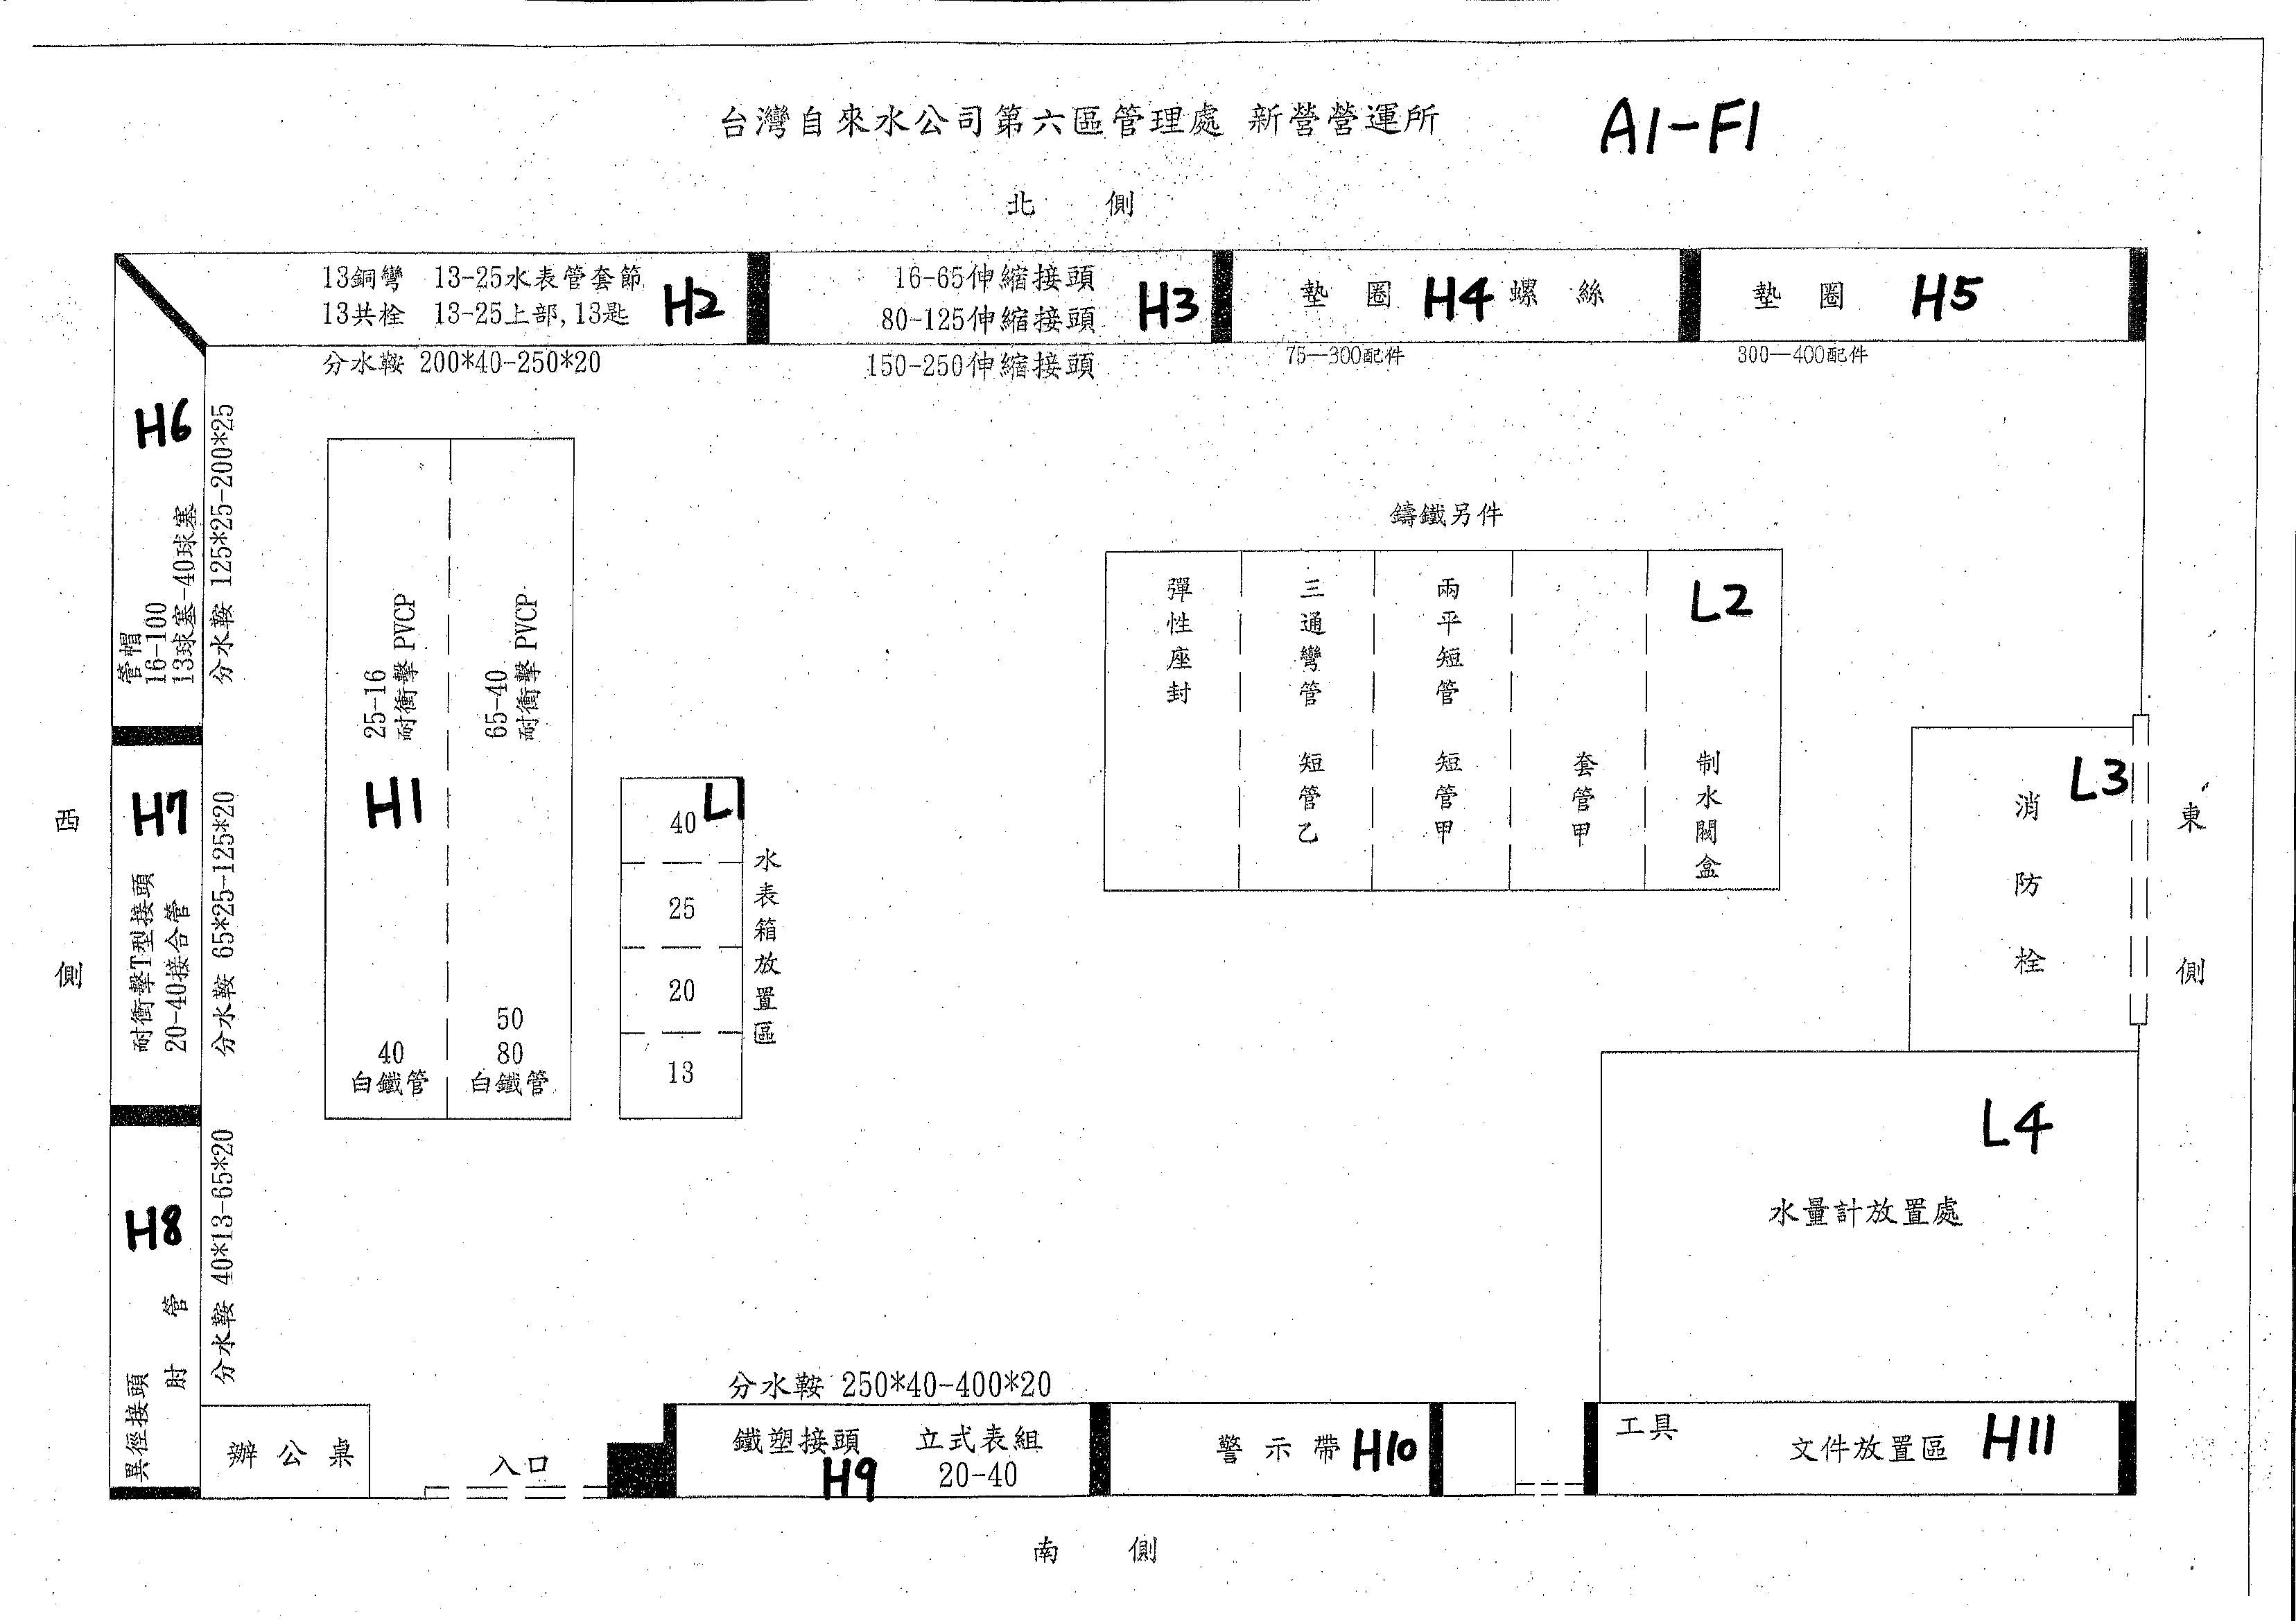 台灣自來水公司第六區管理處 新營營運所
A1-F1
北 側
13銅彎 13-25水表管套節
13共栓 13-25上部,13匙
H2
分水鞍 200*40-250*20
16-65伸縮接頭
80-125伸縮接頭
H3
150-250伸縮接頭
墊 圈 H4 螺 絲
75—300配件
墊 圈 H5
300—400配件
H6
管帽
16-100
13球塞-40球塞
分水鞍 125*25-200*25
西 側
H7
耐衝擊T型接頭
20-40接合管
分水鞍 65*25-125*20
H8
異徑接頭
肘 管
分水鞍 40*13-65*20
25-16
耐衝擊 PVCP
65-40
耐衝擊 PVCP
H1
40
白鐵管
50
80
白鐵管
L1
40
25
20
13
水表箱放置區
鑄鐵另件
彈性座封
三通彎管
短管乙
兩平短管
短管甲
套管甲
L2
制水閥盒
L3
消防栓
東 側
L4
水量計放置處
辦 公 桌
入口
分水鞍 250*40-400*20
鐵塑接頭 立式表組
20-40
H9
警 示 帶 H10
工具
文件放置區 H11
南 側